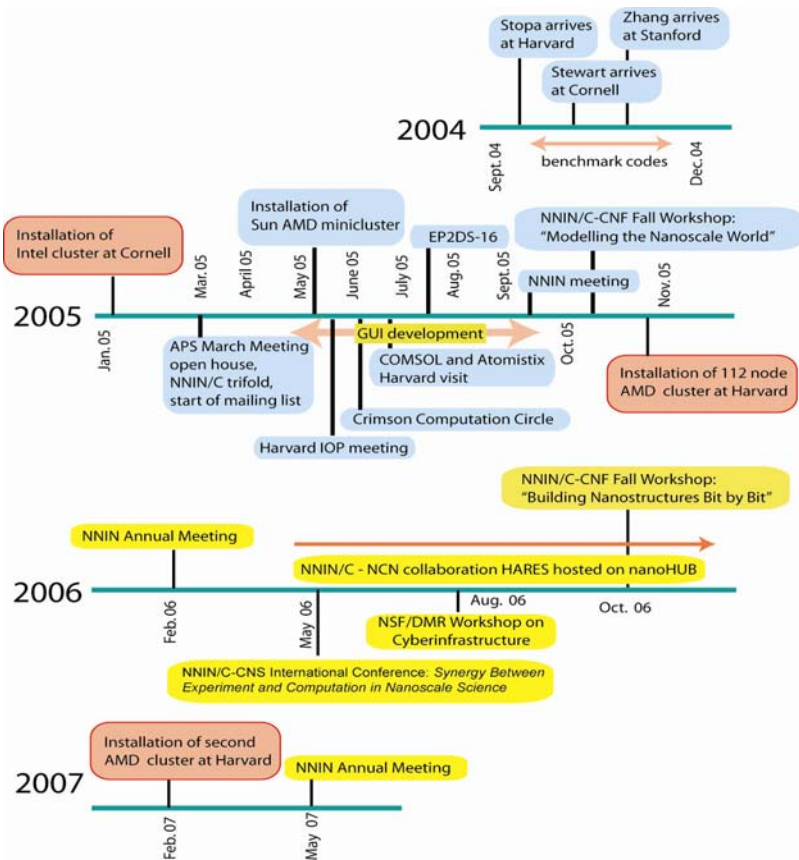 Stopa arrives
at Harvard
Zhang arrives
at Stanford
Stewart arrives
at Cornell
2004
Sept. 04
benchmark codes
Dec. 04
Installation of
Intel cluster at Cornell
Installation of
Sun AMD minicluster
EP2DS-16
NNIN/C-CNF Fall Workshop:
"Modelling the Nanoscale World"
NNIN meeting
Mar. 05
April 05
May 05
June 05
July 05
Aug. 05
Sept. 05
Nov. 05
2005
Jan. 05
Oct. 05
GUI development
APS March Meeting
open house,
NNIN/C trifold,
start of mailing list
COMSOL and Atomistix
Harvard visit
Installation of 112 node
AMD cluster at Harvard
Crimson Computation Circle
Harvard IOP meeting
NNIN/C-CNF Fall Workshop:
"Building Nanostructures Bit by Bit"
NNIN Annual Meeting
NNIN/C - NCN collaboration HARES hosted on nanoHUB
2006
Feb. 06
May 06
Aug. 06
Oct. 06
NSF/DMR Workshop on
Cyberinfrastructure
NNIN/C-CNS International Conference: Synergy Between
Experiment and Computation in Nanoscale Science
Installation of second
AMD cluster at Harvard
NNIN Annual Meeting
2007
Feb. 07
May 07